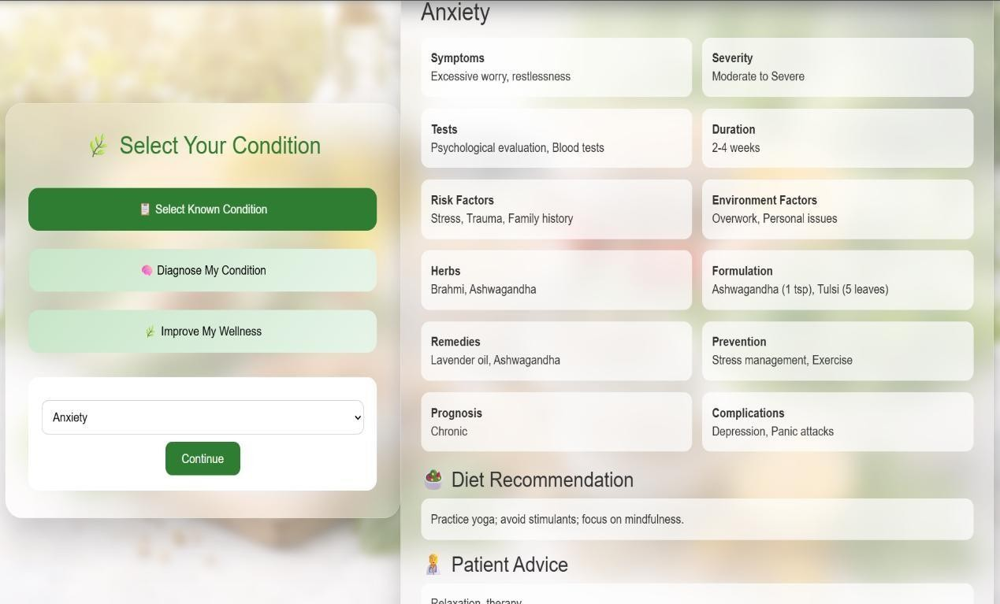 Select Your Condition
Select Known Condition
Diagnose My Condition
Improve My Wellness
Anxiety
Continue
Anxiety
Symptoms
Excessive worry, restlessness
Severity
Moderate to Severe
Tests
Psychological evaluation, Blood tests
Duration
2-4 weeks
Risk Factors
Stress, Trauma, Family history
Environment Factors
Overwork, Personal issues
Herbs
Brahmi, Ashwagandha
Formulation
Ashwagandha (1 tsp), Tulsi (5 leaves)
Remedies
Lavender oil, Ashwagandha
Prevention
Stress management, Exercise
Prognosis
Chronic
Complications
Depression, Panic attacks
Diet Recommendation
Practice yoga; avoid stimulants; focus on mindfulness.
Patient Advice
Relaxation, therapy